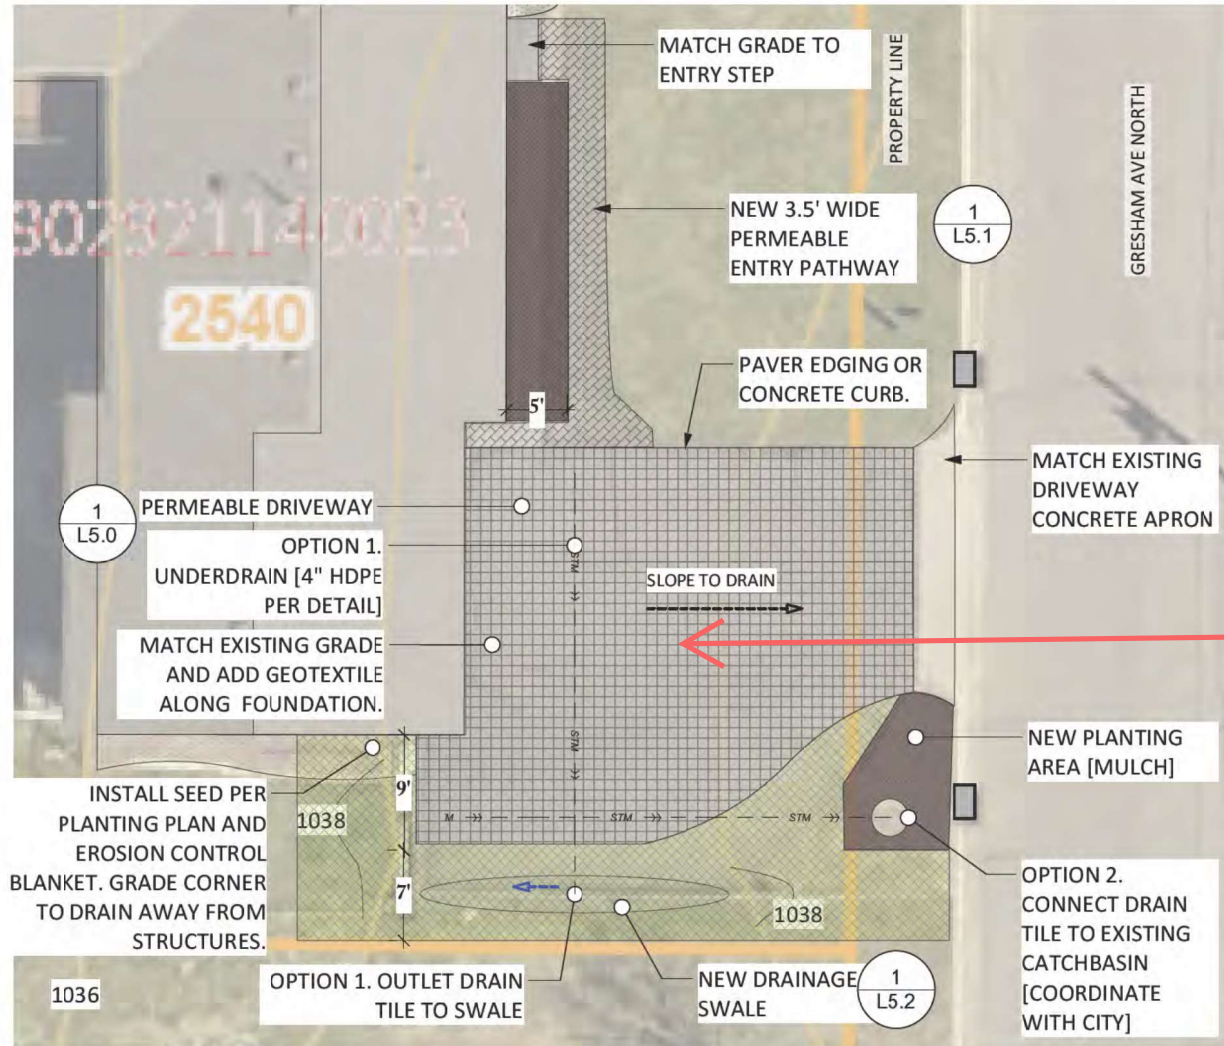 MATCH GRADE TO
ENTRY STEP
PROPERTY LINE
GRESHAM AVE NORTH
NEW 3.5' WIDE
PERMEABLE
ENTRY PATHWAY
1
L5.1
2540
PAVER EDGING OR
CONCRETE CURB.
5'
MATCH EXISTING
DRIVEWAY
CONCRETE APRON
1
L5.0
PERMEABLE DRIVEWAY
OPTION 1.
UNDERDRAIN [4" HDPE
PER DETAIL]
STM
SLOPE TO DRAIN
MATCH EXISTING GRADE
AND ADD GEOTEXTILE
ALONG FOUNDATION.
STM
NEW PLANTING
AREA [MULCH]
INSTALL SEED PER
PLANTING PLAN AND
EROSION CONTROL
BLANKET. GRADE CORNER
TO DRAIN AWAY FROM
STRUCTURES.
9'
1038
M
STM
STM
7'
1038
OPTION 2.
CONNECT DRAIN
TILE TO EXISTING
CATCHBASIN
[COORDINATE
WITH CITY]
1036
OPTION 1. OUTLET DRAIN
TILE TO SWALE
NEW DRAINAGE
SWALE
1
L5.2